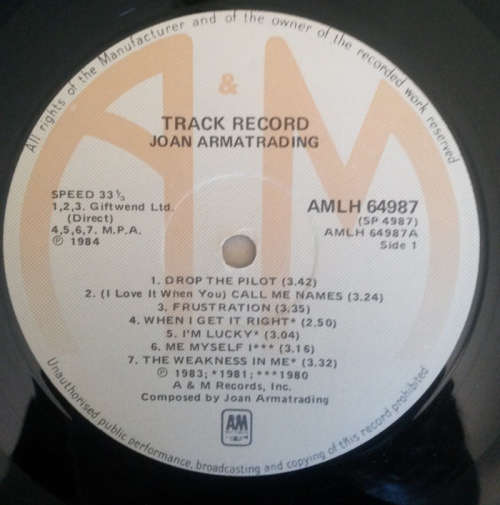 All rights of the Manufacturer and of the owner of the recorded work reserved
A & M
TRACK RECORD
JOAN ARMATRADING
SPEED 33⅓
1,2,3. Giftwend Ltd.
(Direct)
4,5,6,7. M.P.A.
℗ 1984
AMLH 64987
(SP 4987)
AMLH 64987A
Side 1
1. DROP THE PILOT (3.42)
2. (I Love It When You) CALL ME NAMES (3.24)
3. FRUSTRATION (3.35)
4. WHEN I GET IT RIGHT* (2.50)
5. I'M LUCKY* (3.04)
6. ME MYSELF I*** (3.16)
7. THE WEAKNESS IN ME* (3.32)
℗ 1983; *1981; ***1980
A & M Records, Inc.
Composed by Joan Armatrading
AM
Unauthorised public performance, broadcasting and copying of this record prohibited